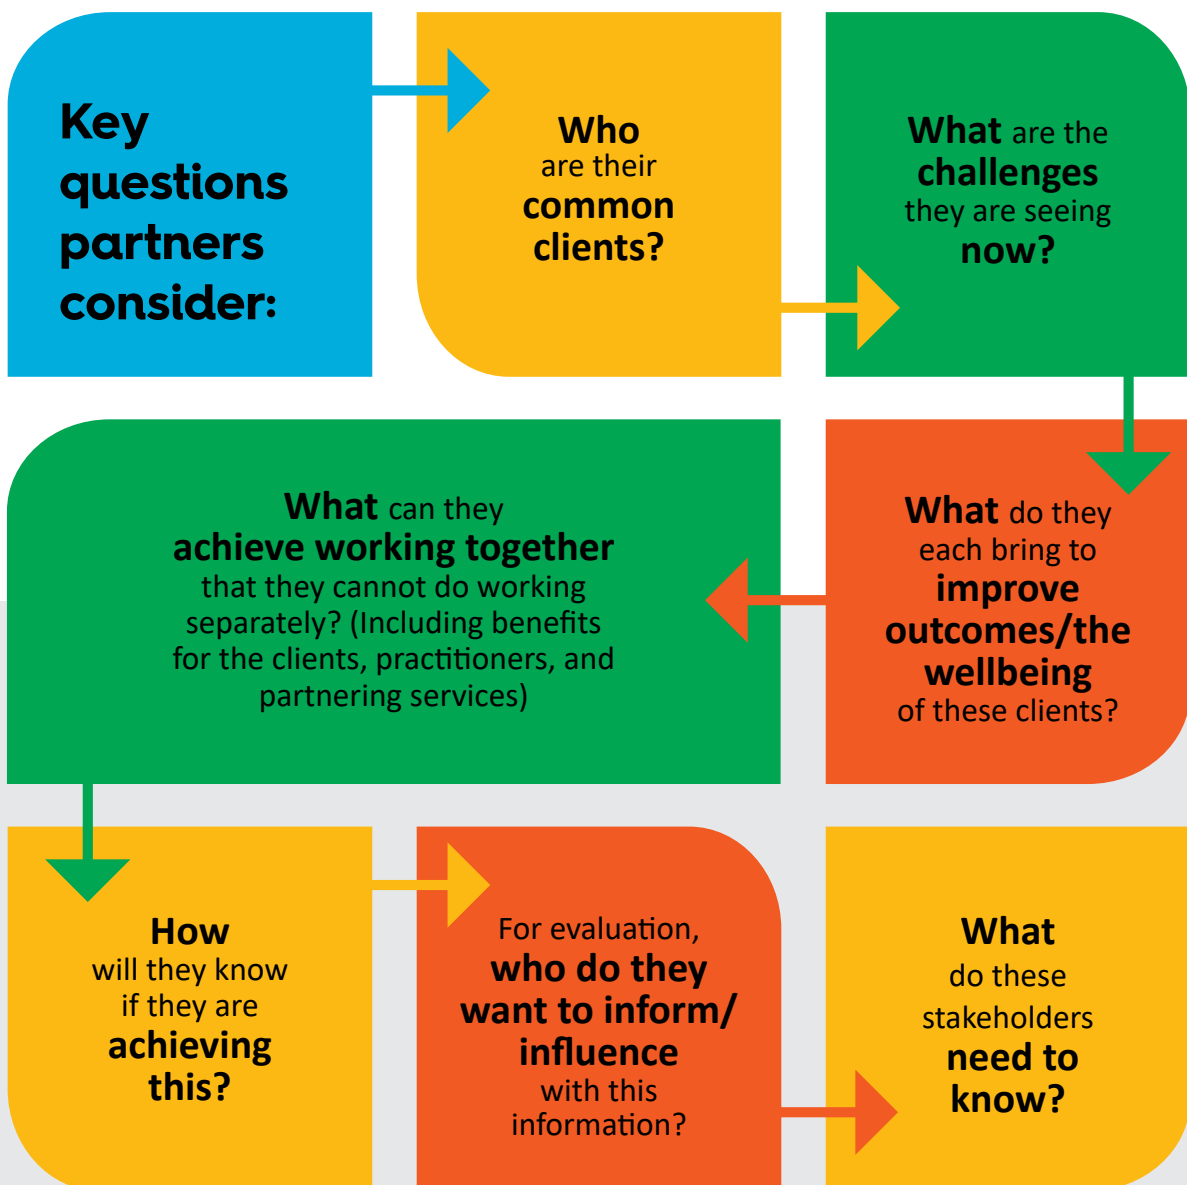 Key
questions
partners
consider:
Who
are their
common
clients?
What are the
challenges
they are seeing
now?
What do they
each bring to
improve
outcomes/the
wellbeing
of these clients?
What can they
achieve working together
that they cannot do working
separately? (Including benefits
for the clients, practitioners, and
partnering services)
How
will they know
if they are
achieving
this?
For evaluation,
who do they
want to inform/
influence
with this
information?
What
do these
stakeholders
need to
know?